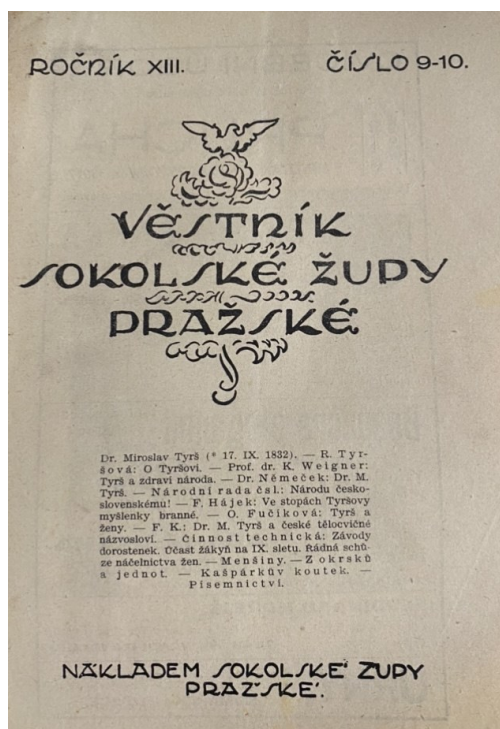 ROČNÍK XIII.
ČÍSLO 9-10.
VĚSTNÍK
SOKOLSKÉ ŽUPY
PRAŽSKÉ
Dr. Miroslav Tyrš (* 17. IX. 1832). — R. Tyr-
šová: O Tyršovi. — Prof. dr. K. Weigner:
Tyrš a zdraví národa. — Dr. Němeček: Dr. M.
Tyrš. — Národní rada čsl.: Národu česko-
slovenskému! — F. Hájek: Ve stopách Tyršovy
myšlenky branné. — O. Fučíková: Tyrš a
ženy. — F. K.: Dr. M. Tyrš a české tělocvičné
názvosloví. — Činnost technická: Závody
dorostenek. Účast žákyň na IX. sletu. Řádná schů-
ze náčelnictva žen. — Menšiny. — Z okrsků
a jednot. — Kašpárkův koutek. —
Písemnictví.
NÁKLADEM SOKOLSKÉ ŽUPY
PRAŽSKÉ.